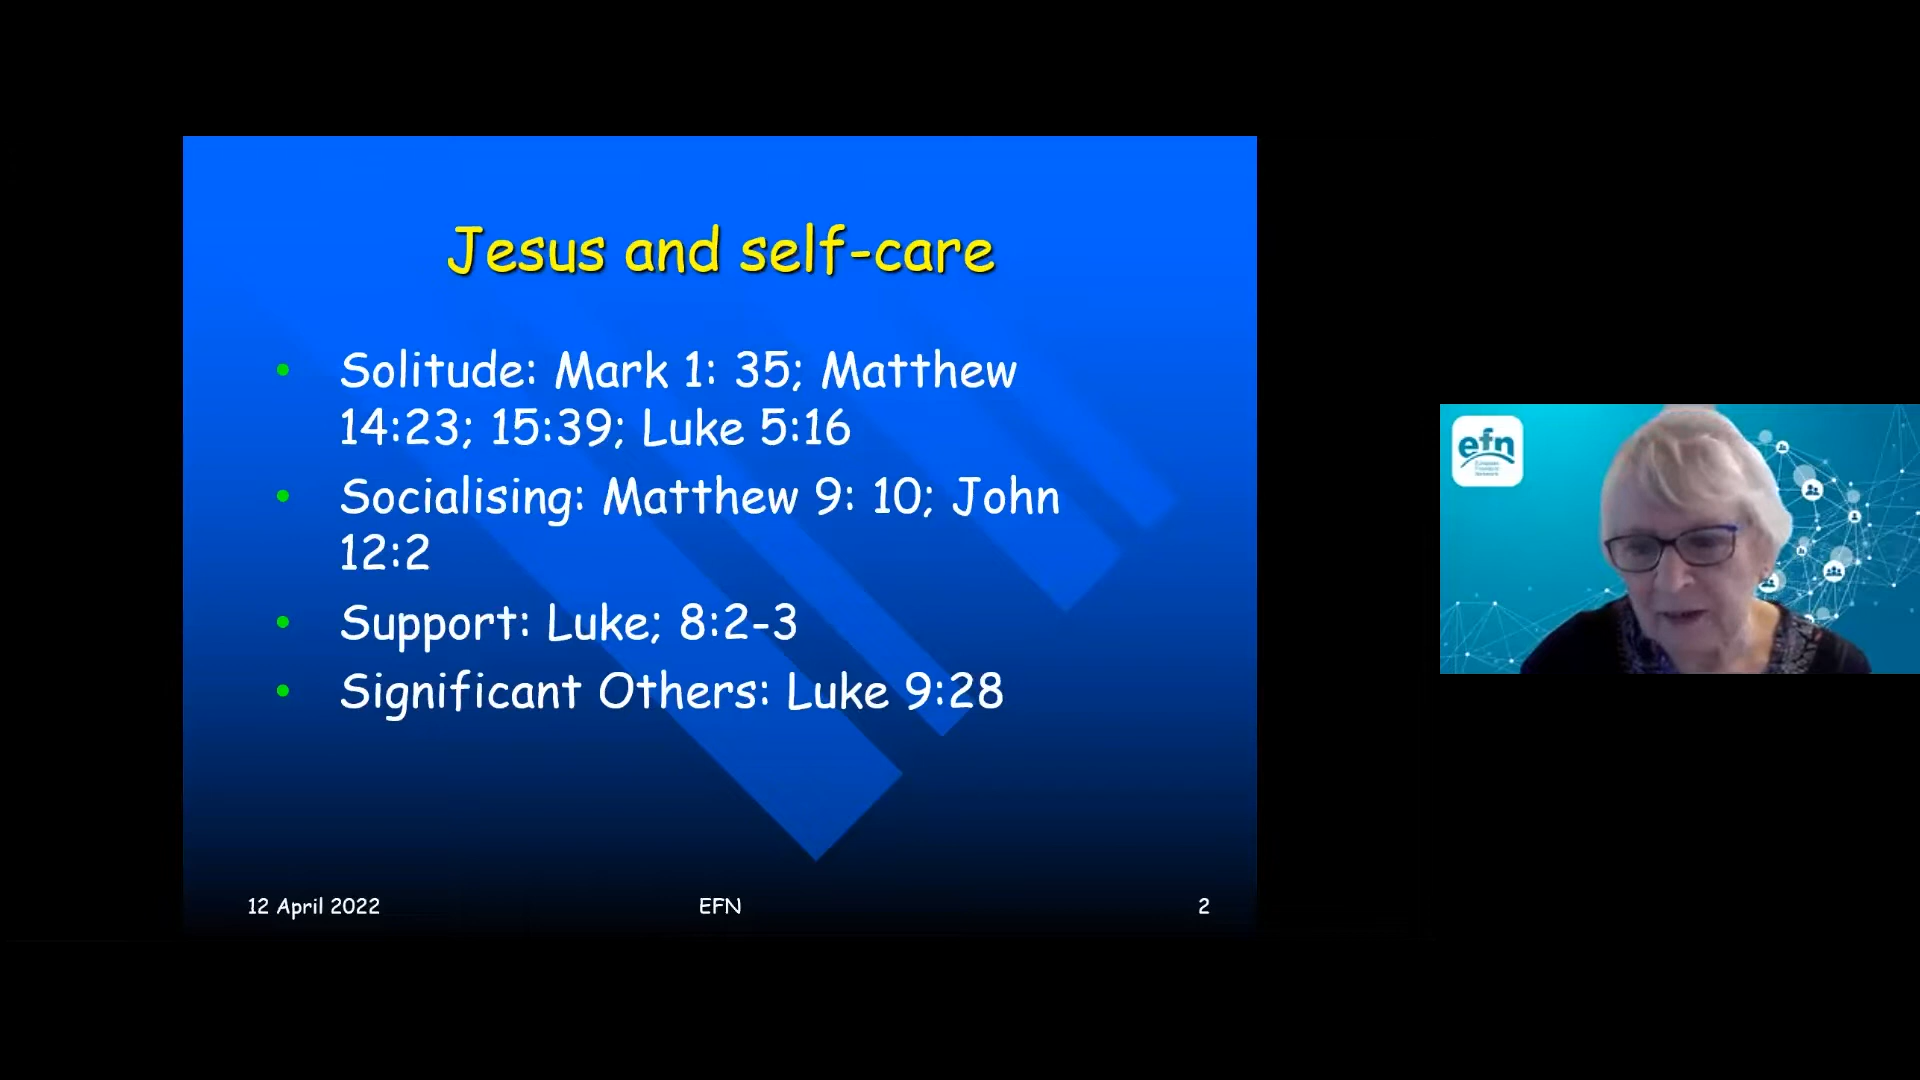 Jesus and self-care
• Solitude: Mark 1: 35; Matthew
14:23; 15:39; Luke 5:16
• Socialising: Matthew 9: 10; John
12:2
• Support: Luke; 8:2-3
• Significant Others: Luke 9:28
12 April 2022
EFN
2
efn